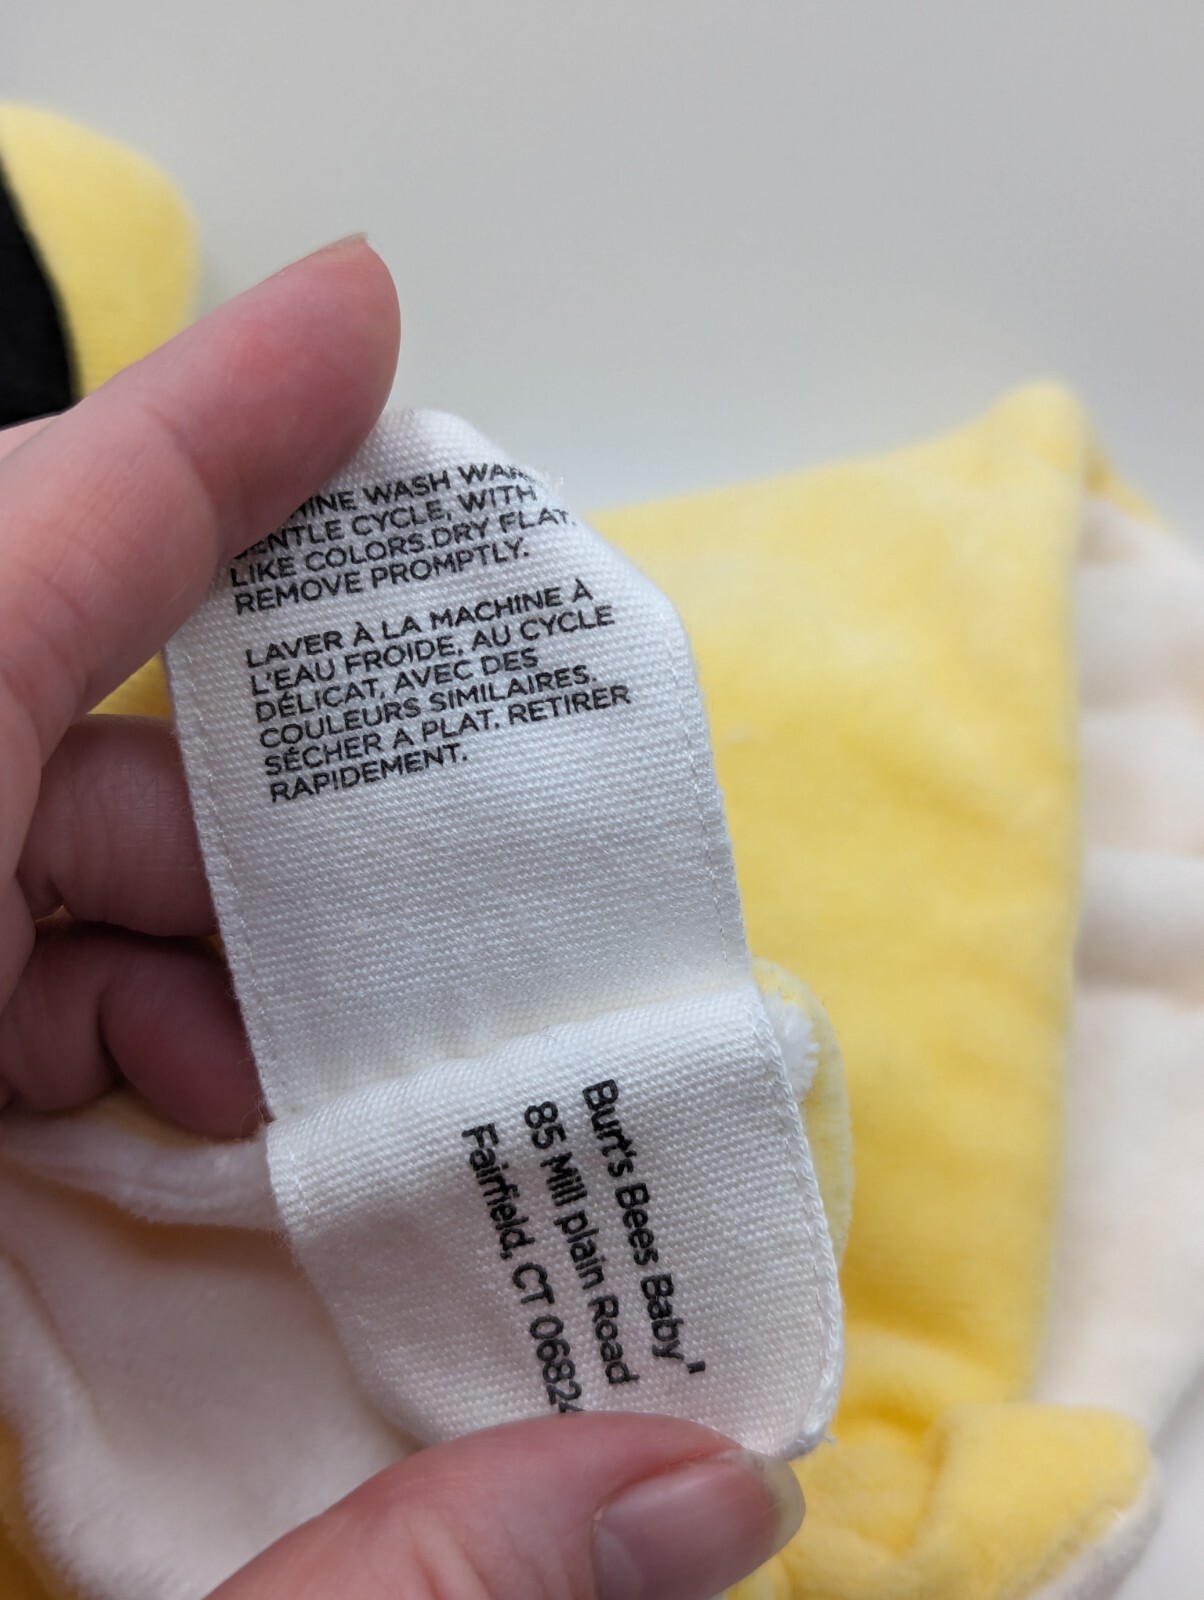 WASH
GENTLE CYCLE, WITH
LIKE COLORS.DRY FLAT.
REMOVE PROMPTLY.
LAVER À LA MACHINE À
L'EAU FROIDE, AU CYCLE
DÉLICAT, AVEC DES
COULEURS SIMILAIRES.
SÉCHER A PLAT. RETIRER
RAPIDEMENT.
Burt's Bees Baby'
85 Mill plain Road
Fairfield, CT